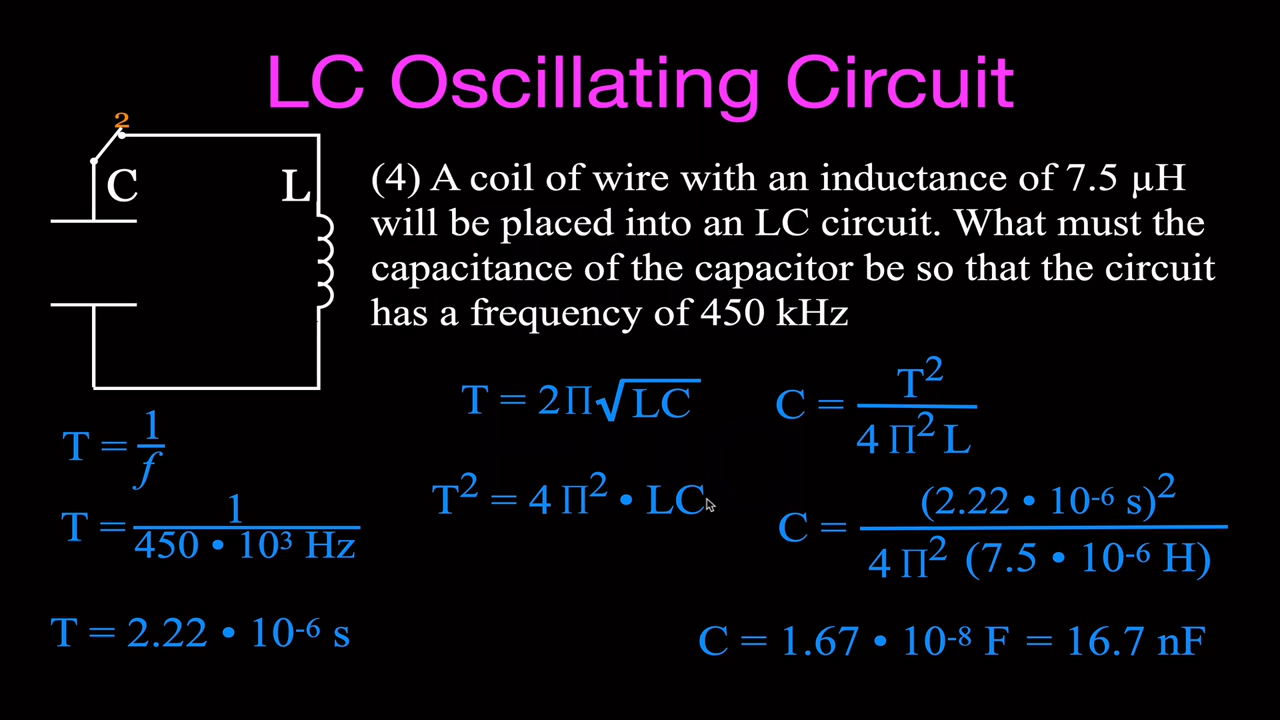 LC Oscillating Circuit
2
C
L
(4) A coil of wire with an inductance of 7.5 μH
will be placed into an LC circuit. What must the
capacitance of the capacitor be so that the circuit
has a frequency of 450 kHz
T = 1/f
T = 1/(450 • 10³ Hz)
T = 2.22 • 10⁻⁶ s
T = 2Π√LC
T² = 4Π² • LC
C = T²/(4Π² L)
C = (2.22 • 10⁻⁶ s)²/(4Π² (7.5 • 10⁻⁶ H))
C = 1.67 • 10⁻⁸ F = 16.7 nF